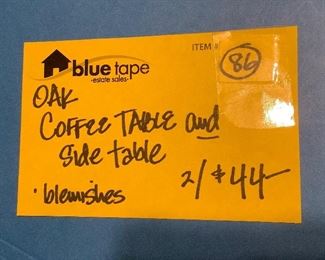 blue tape
-estate sales-
ITEM #
86
OAK
COFFEE TABLE and
Side table
• blemishes
2/$44-